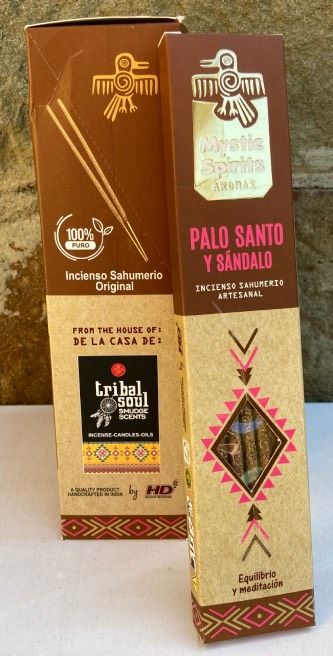 100%
PURO
Incienso Sahumerio
Original
FROM THE HOUSE OF:
DE LA CASA DE:
tribal
soul
SMUDGE
SCENTS
INCENSE-CANDLES-OILS
A QUALITY PRODUCT
HANDCRAFTED IN INDIA
by HD
Mystic
Spirits
AROMAS
PALO SANTO
Y SÁNDALO
INCIENSO SAHUMERIO
ARTESANAL
Equilibrio
y meditación